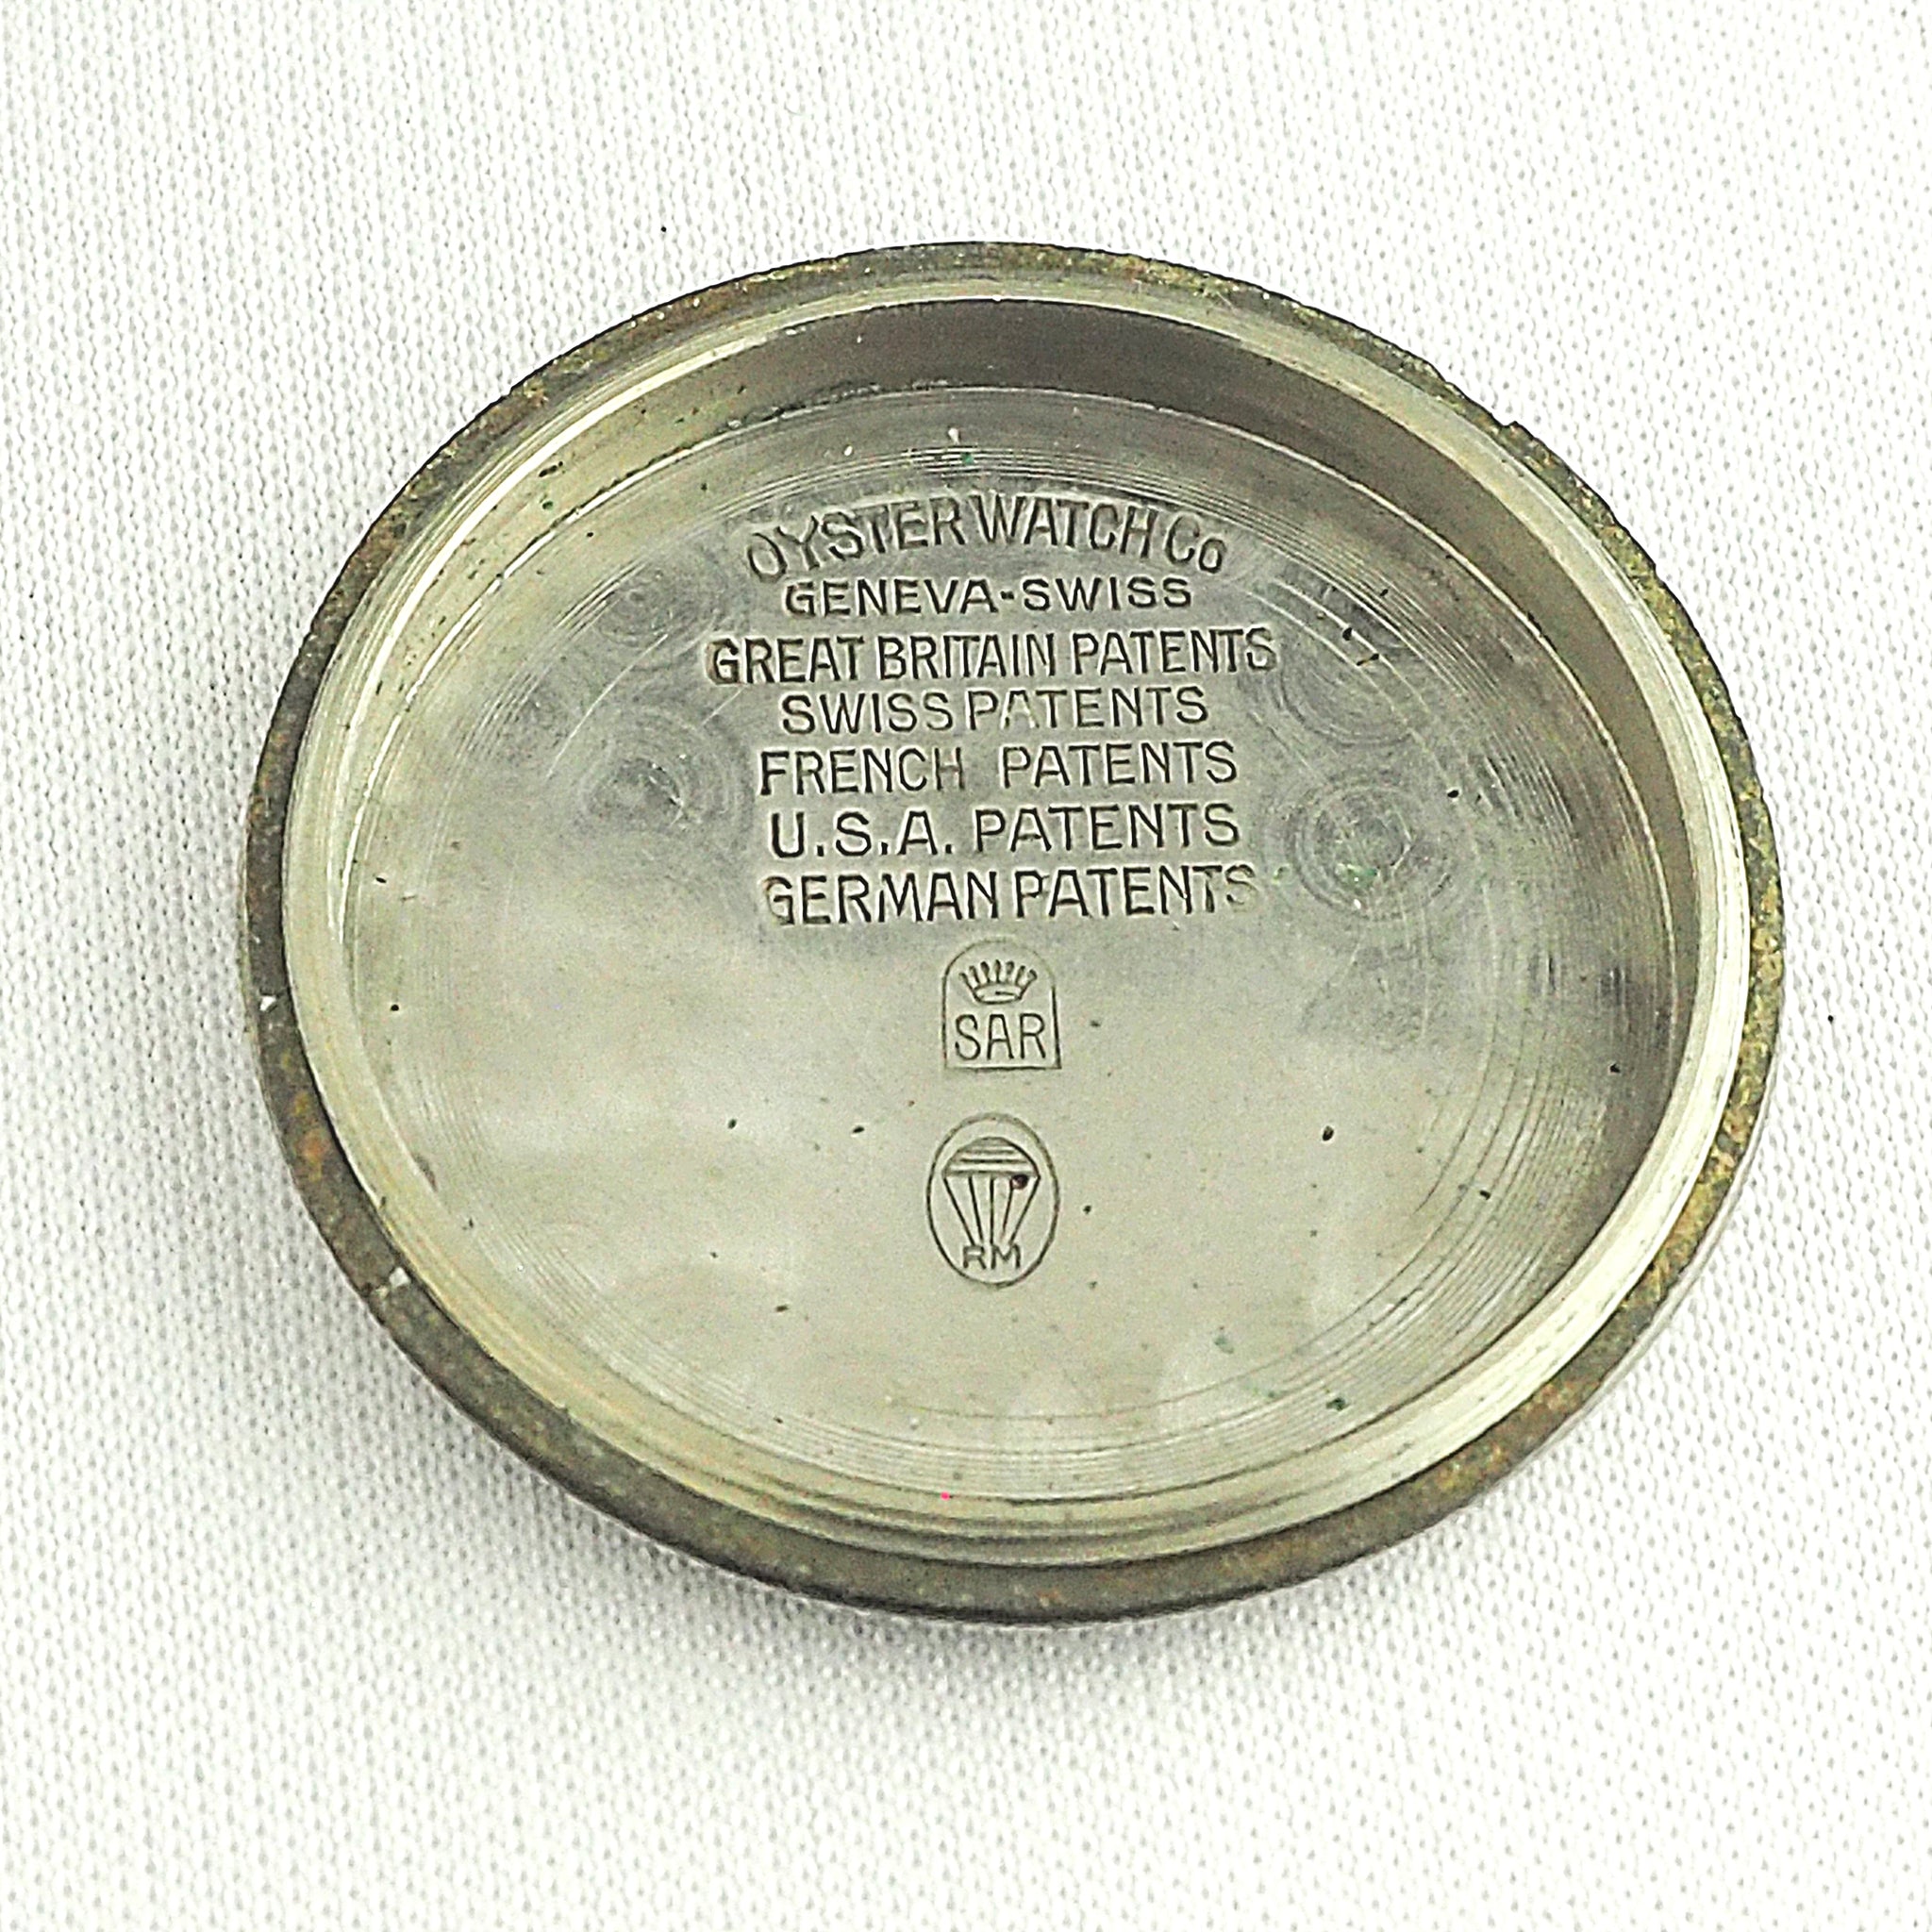 OYSTER WATCH Co
GENEVA-SWISS
GREAT BRITAIN PATENTS
SWISS PATENTS
FRENCH PATENTS
U.S.A. PATENTS
GERMAN PATENTS
SAR
RM